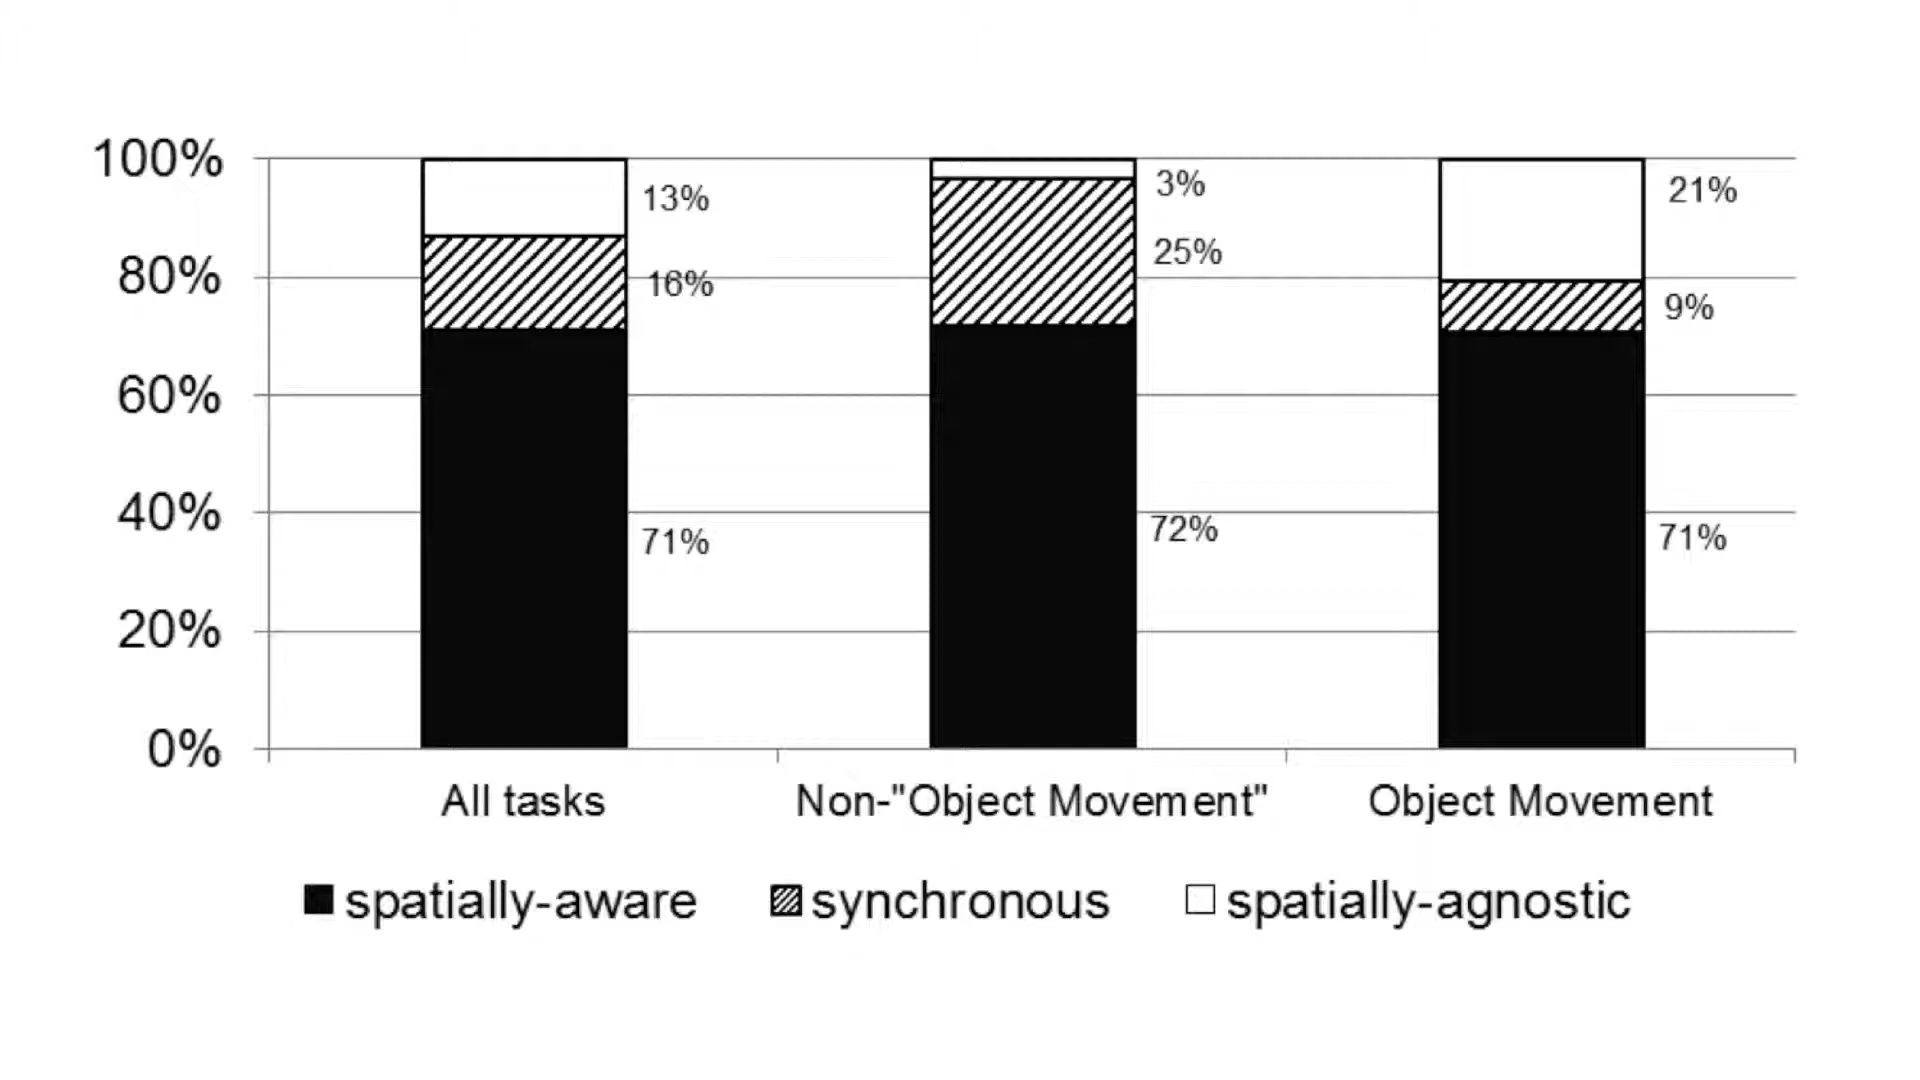 100%
80%
60%
40%
20%
0%
13%
16%
71%
3%
25%
72%
21%
9%
71%
All tasks
Non-"Object Movement"
Object Movement
spatially-aware
synchronous
spatially-agnostic